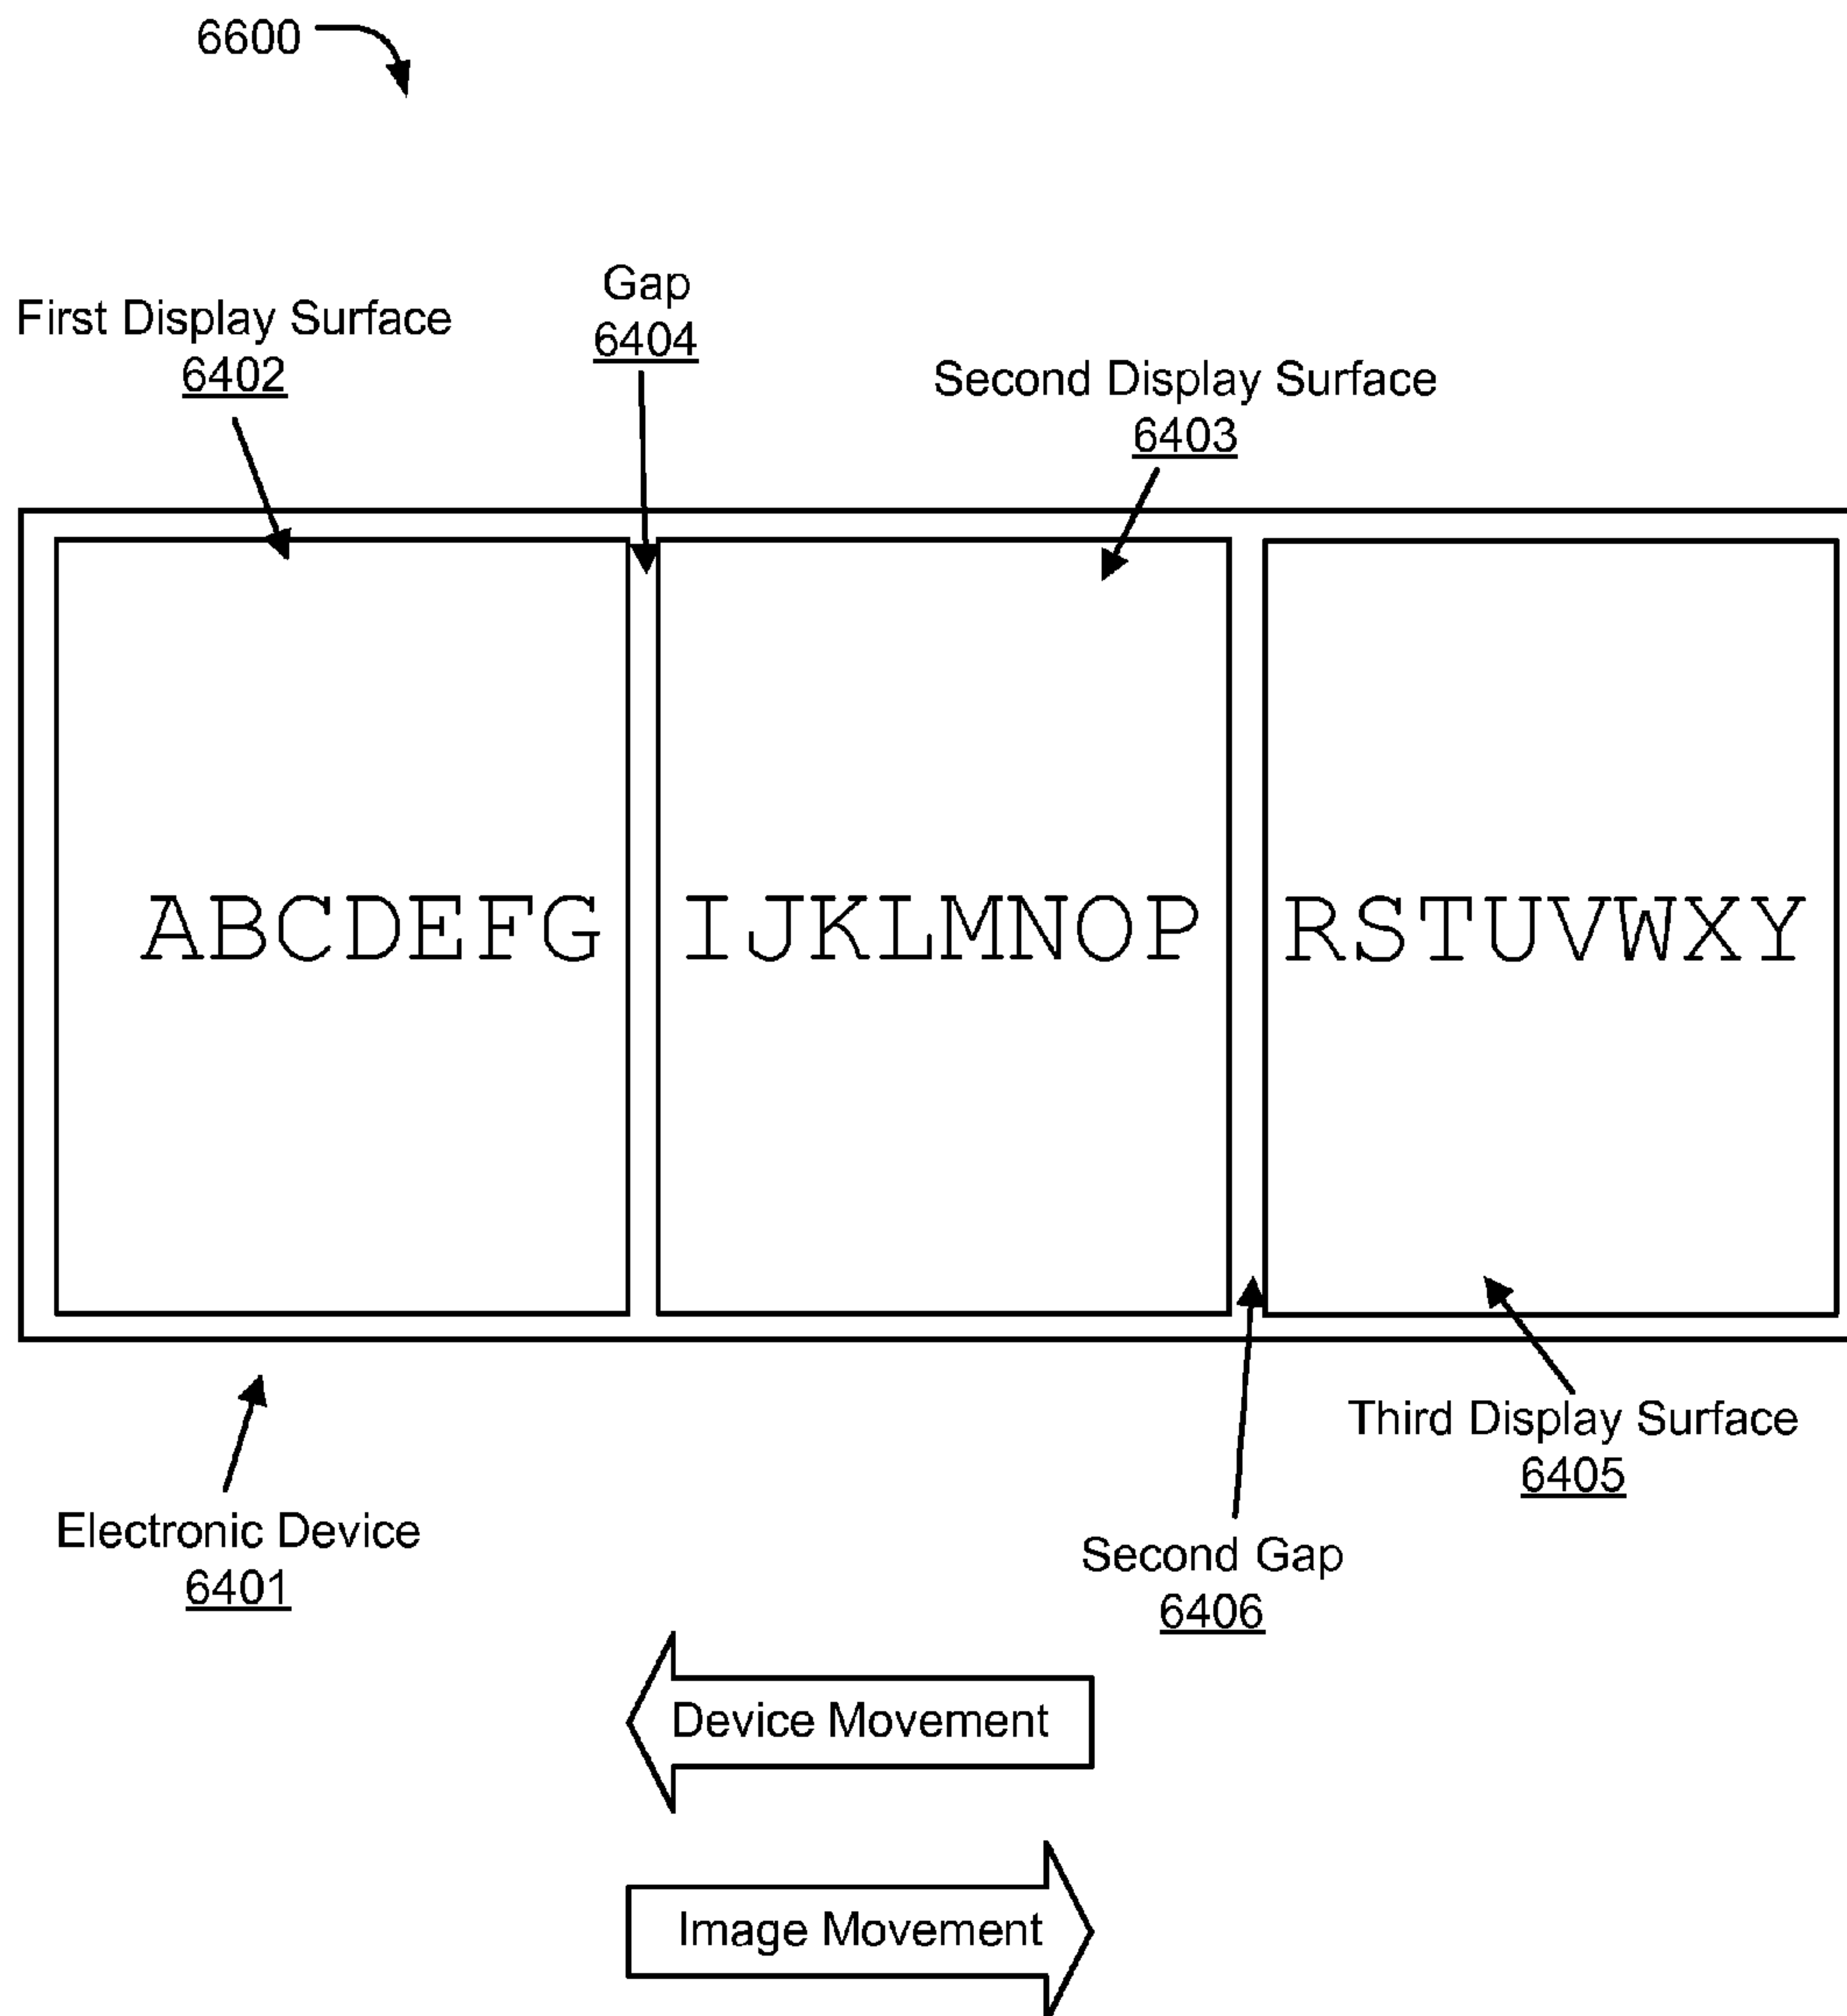 6600
First Display Surface
6402
Gap
6404
Second Display Surface
6403
ABCDEFG IJKLMNOP RSTUVWXY
Third Display Surface
6405
Electronic Device
6401
Second Gap
6406
Device Movement
Image Movement